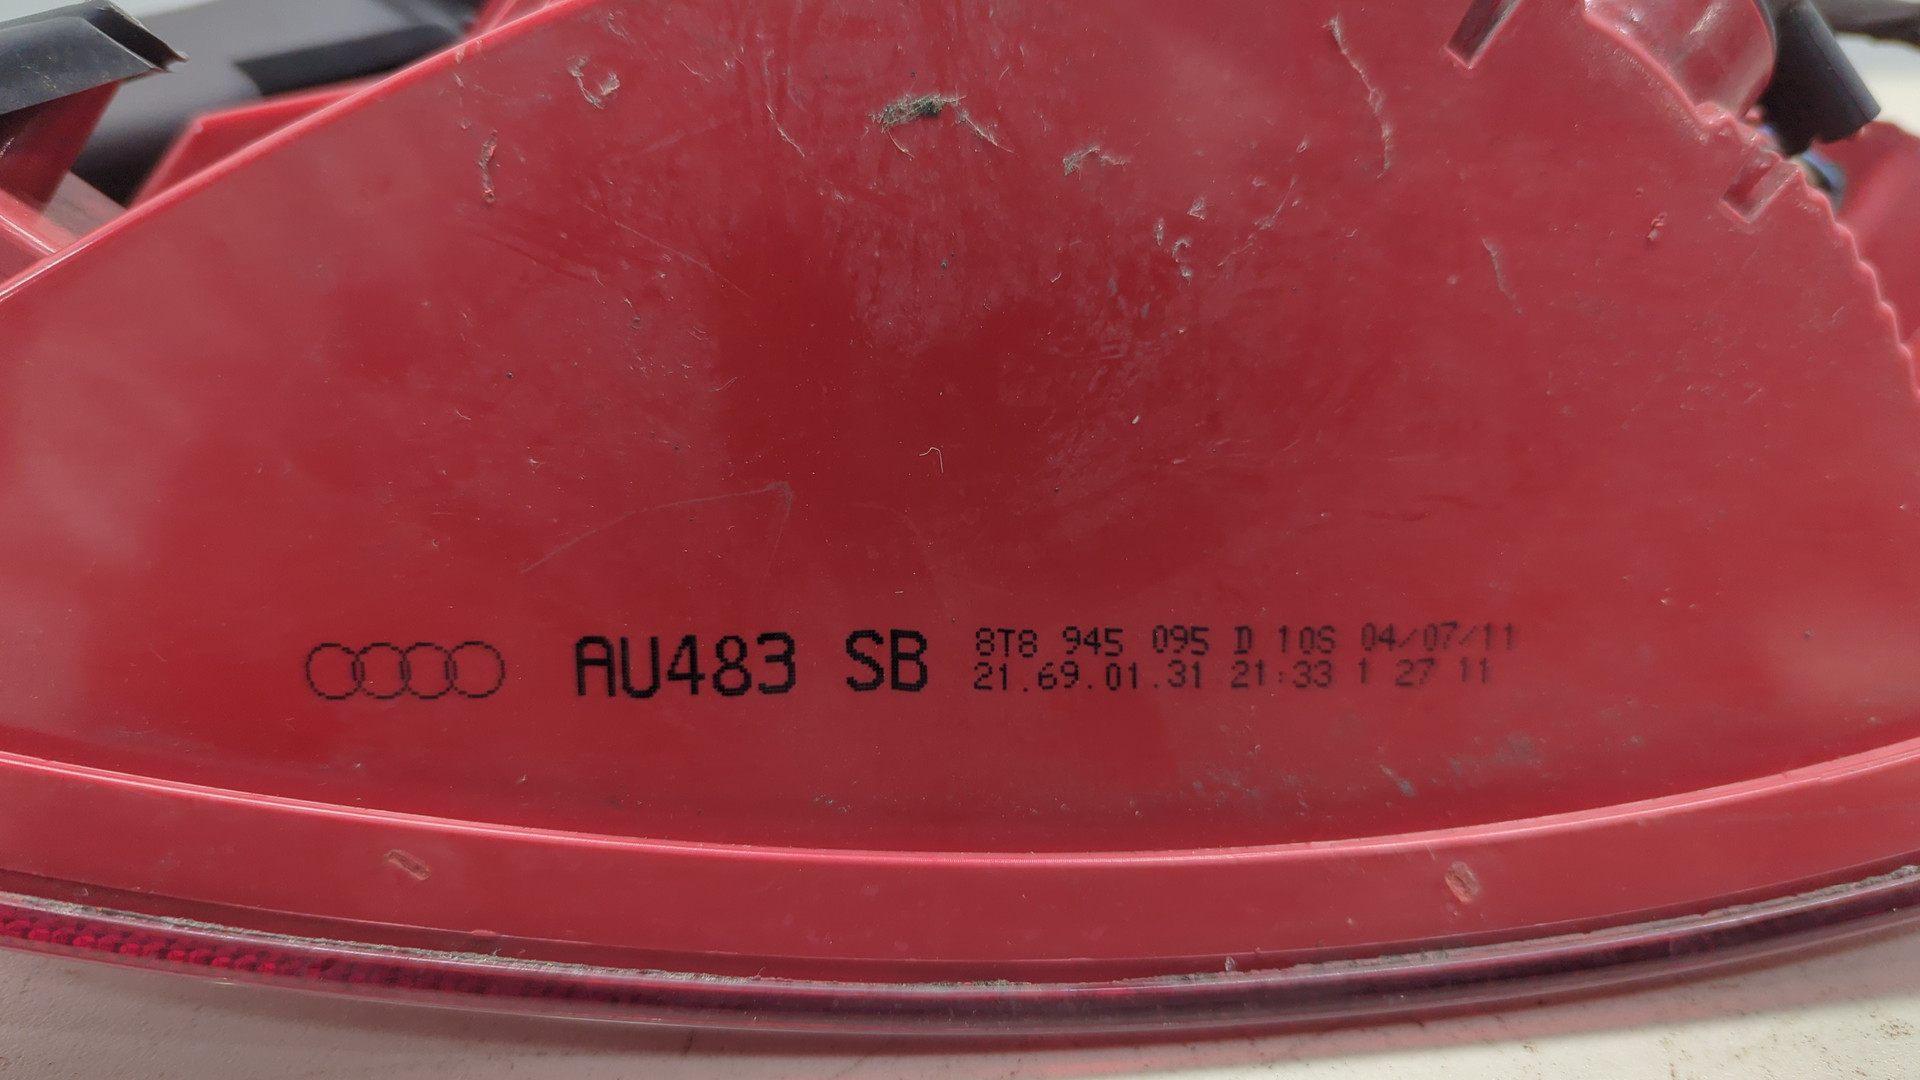 AU483 SB
8T8 945 095 D 10S 04/07/11
21.69.01.31 21:33 1 27 11